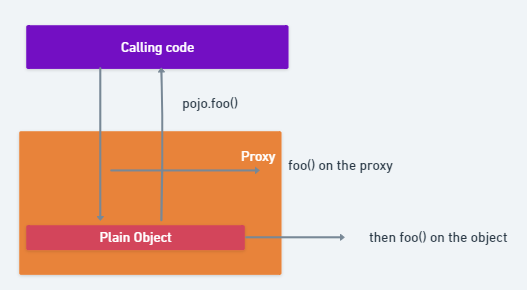 Calling code
pojo.foo()
Proxy
foo() on the proxy
Plain Object
then foo() on the object